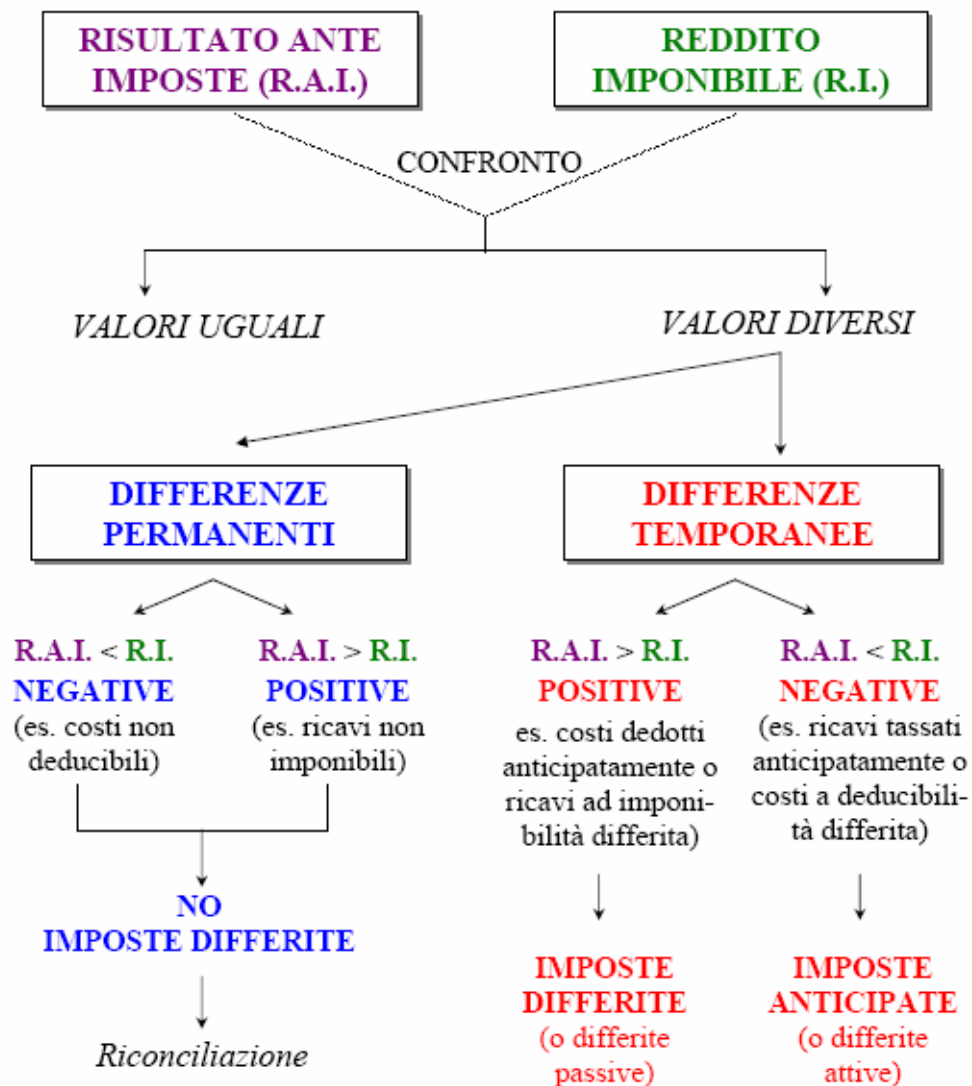 RISULTATO ANTE
IMPOSTE (R.A.I.)
REDDITO
IMPONIBILE (R.I.)
CONFRONTO
VALORI UGUALI
VALORI DIVERSI
DIFFERENZE
PERMANENTI
DIFFERENZE
TEMPORANEE
R.A.I. < R.I.
NEGATIVE
(es. costi non
deducibili)
R.A.I. > R.I.
POSITIVE
(es. ricavi non
imponibili)
R.A.I. > R.I.
POSITIVE
es. costi dedotti
anticipatamente o
ricavi ad imponi-
bilità differita)
R.A.I. < R.I.
NEGATIVE
(es. ricavi tassati
anticipatamente o
costi a deducibili-
tà differita)
NO
IMPOSTE DIFFERITE
Riconciliazione
IMPOSTE
DIFFERITE
(o differite
passive)
IMPOSTE
ANTICIPATE
(o differite
attive)